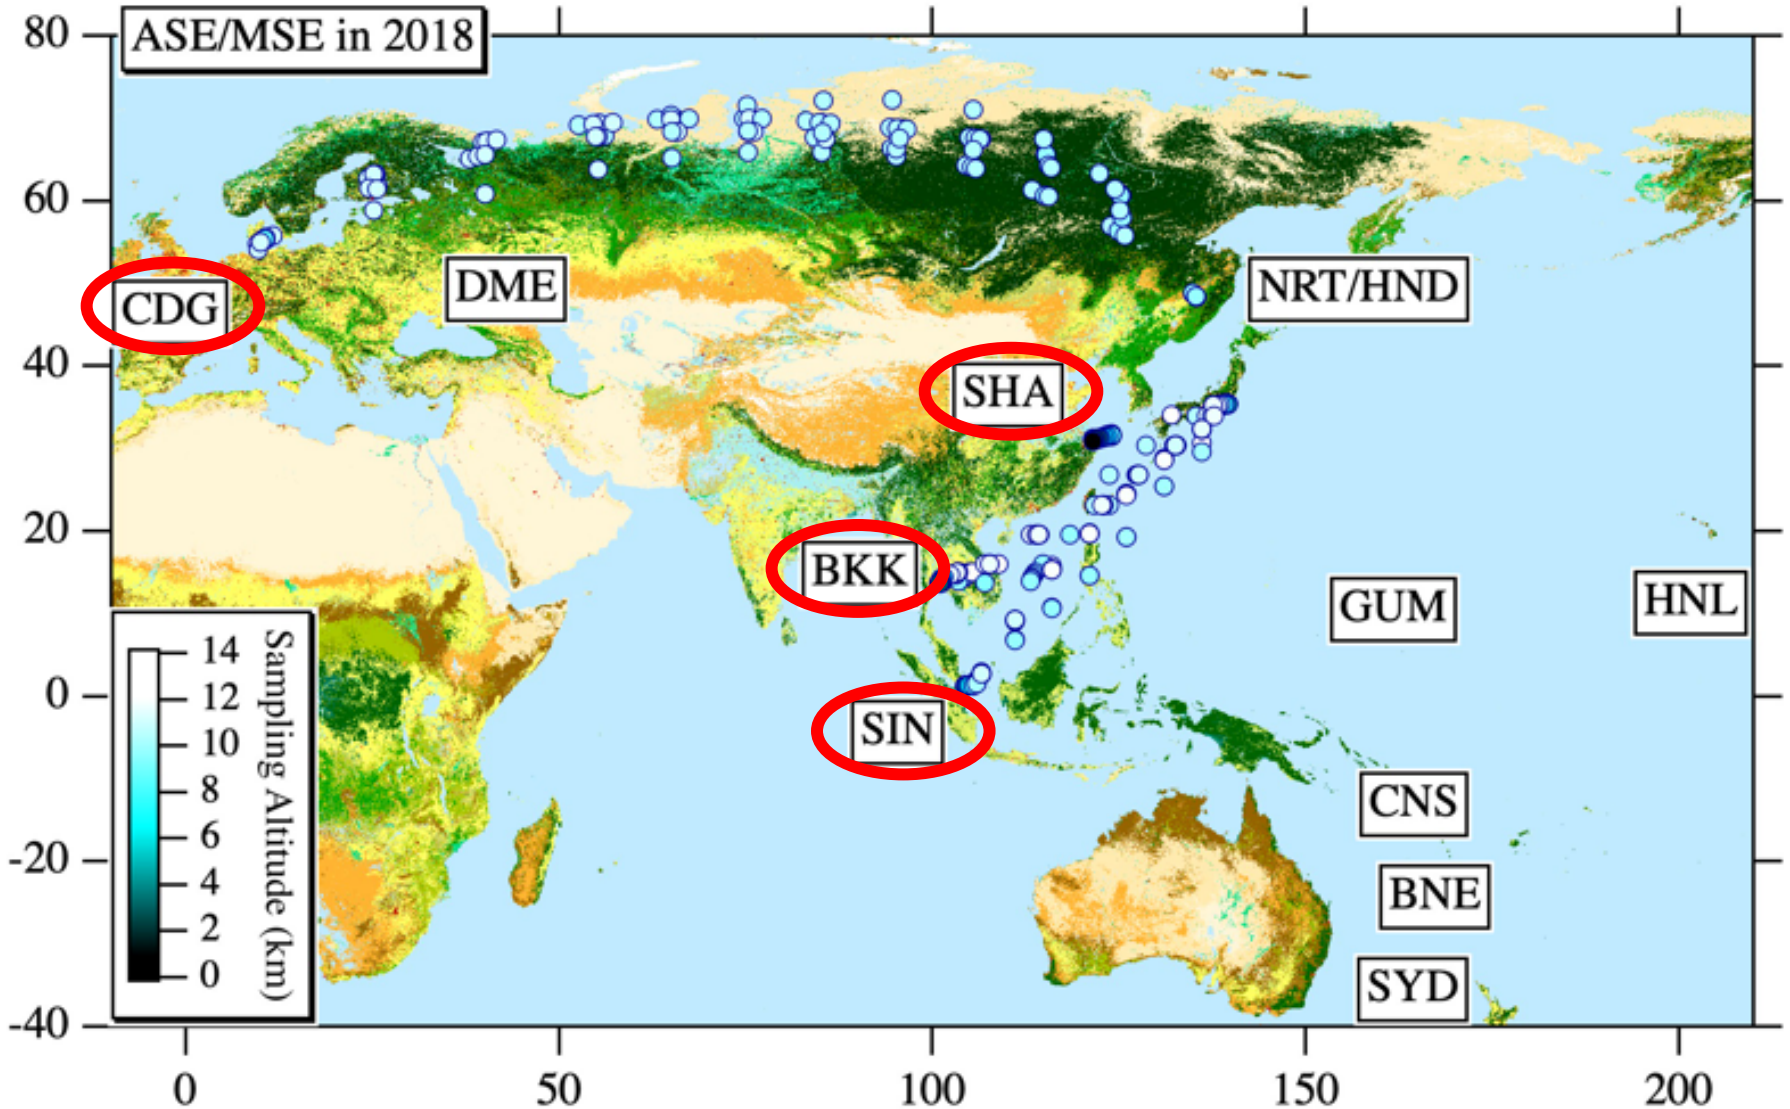 80
ASE/MSE in 2018
60
CDG
DME
NRT/HND
40
SHA
20
BKK
GUM
HNL
0
SIN
14
12
10
8
6
4
2
0
Sampling Altitude (km)
CNS
-20
BNE
SYD
-40
0
50
100
150
200